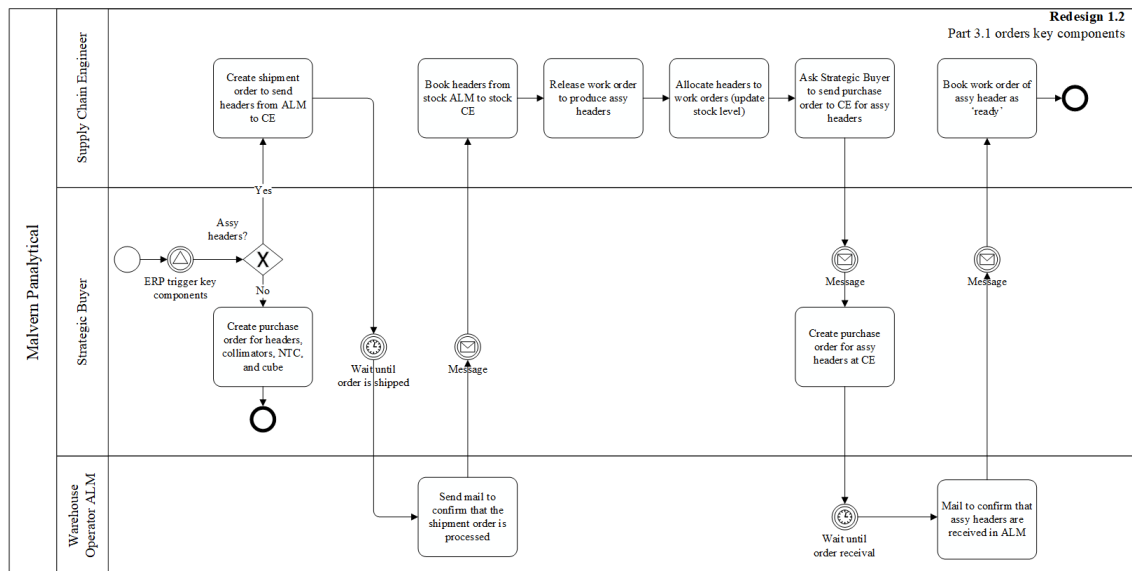 Redesign 1.2
Part 3.1 orders key components
Malvern Panalytical
Supply Chain Engineer
Create shipment
order to send
headers from ALM
to CE
Book headers from
stock ALM to stock
CE
Release work order
to produce assy
headers
Allocate headers to
work orders (update
stock level)
Ask Strategic Buyer
to send purchase
order to CE for assy
headers
Book work order of
assy header as
‘ready’
Strategic Buyer
Yes
Assy
headers?
X
ERP trigger key
components
No
Message
Message
Create purchase
order for headers,
collimators, NTC,
and cube
Wait until
order is shipped
Message
Create purchase
order for assy
headers at CE
Warehouse
Operator ALM
Send mail to
confirm that the
shipment order is
processed
Wait until
order receival
Mail to confirm that
assy headers are
received in ALM